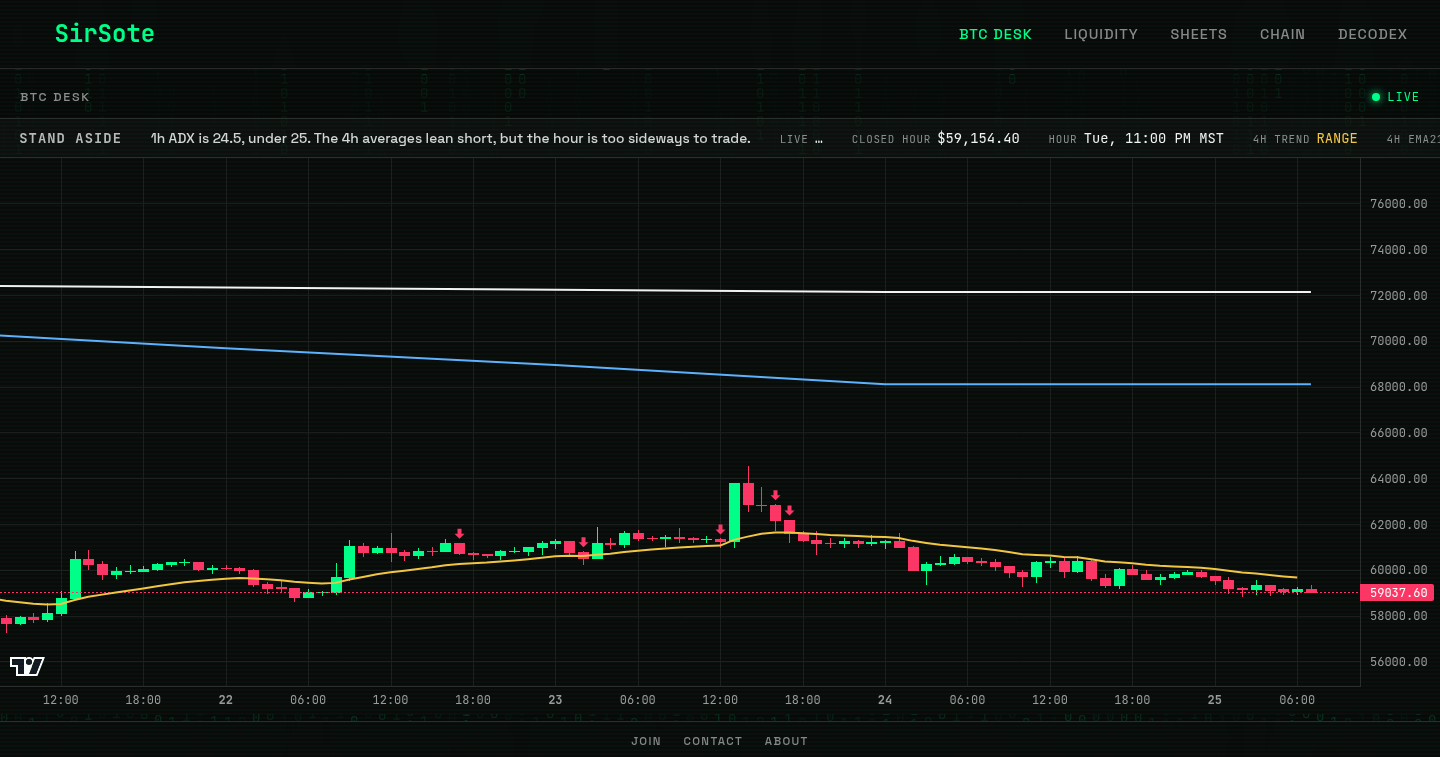 SirSote
BTC DESK LIQUIDITY SHEETS CHAIN DECODEX
BTC DESK
LIVE
STAND ASIDE 1h ADX is 24.5, under 25. The 4h averages lean short, but the hour is too sideways to trade. LIVE … CLOSED HOUR $59,154.40 HOUR Tue, 11:00 PM MST 4H TREND RANGE 4H EMA21
76000.00
74000.00
72000.00
70000.00
68000.00
66000.00
64000.00
62000.00
60000.00
59037.60
58000.00
56000.00
12:00 18:00 22 06:00 12:00 18:00 23 06:00 12:00 18:00 24 06:00 12:00 18:00 25 06:00
JOIN CONTACT ABOUT